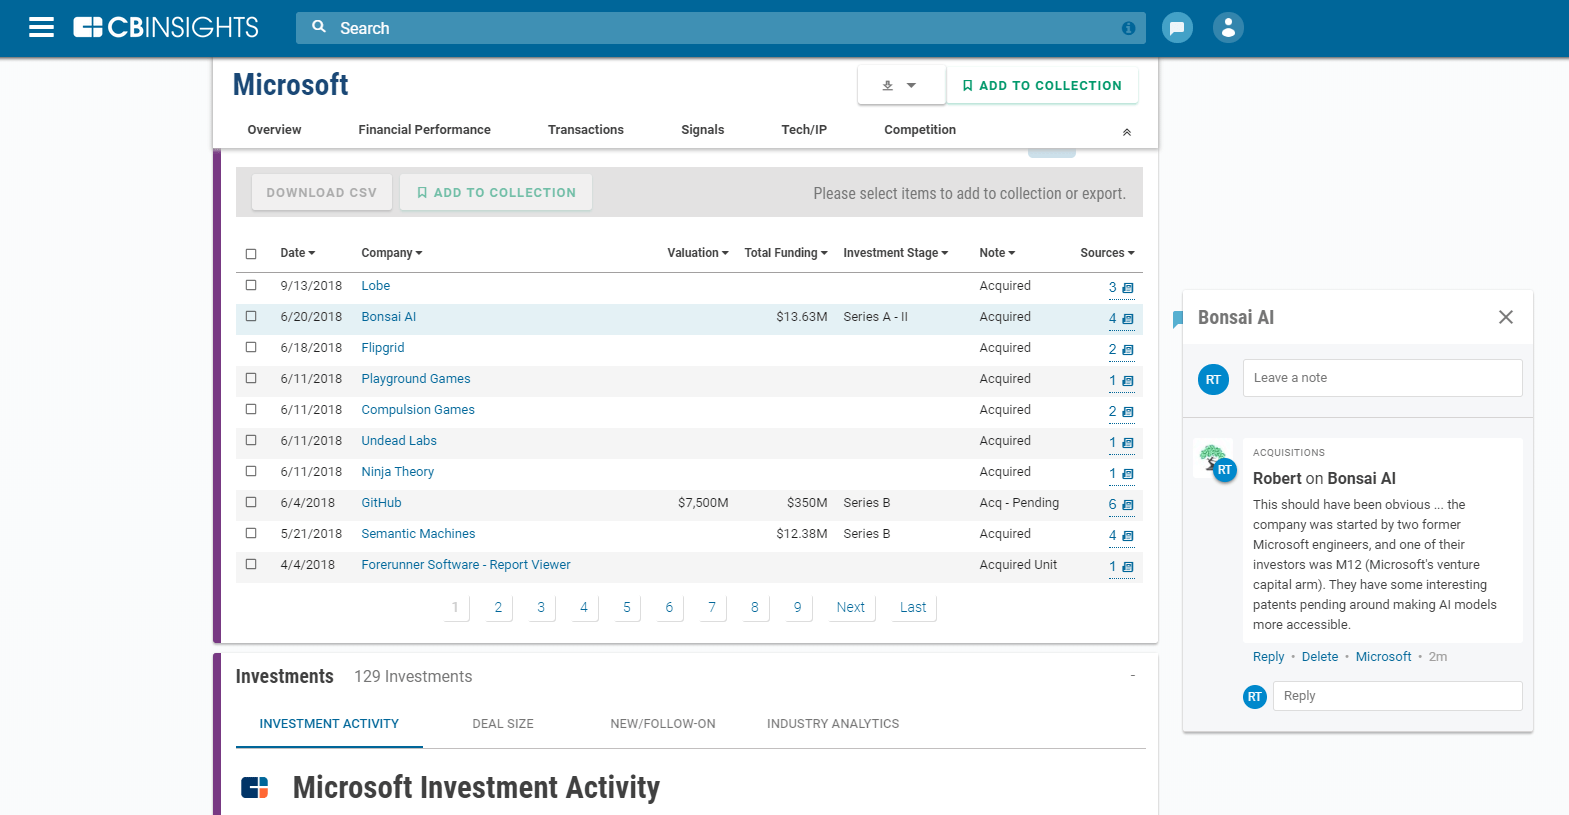 CBINSIGHTS
Search
Microsoft
ADD TO COLLECTION
Overview
Financial Performance
Transactions
Signals
Tech/IP
Competition
DOWNLOAD CSV
ADD TO COLLECTION
Please select items to add to collection or export.
Date Company Valuation Total Funding Investment Stage Note Sources
9/13/2018 Lobe Acquired 3
6/20/2018 Bonsai AI $13.63M Series A - II Acquired 4
6/18/2018 Flipgrid Acquired 2
6/11/2018 Playground Games Acquired 1
6/11/2018 Compulsion Games Acquired 2
6/11/2018 Undead Labs Acquired 1
6/11/2018 Ninja Theory Acquired 1
6/4/2018 GitHub $7,500M $350M Series B Acq - Pending 6
5/21/2018 Semantic Machines $12.38M Series B Acquired 4
4/4/2018 Forerunner Software - Report Viewer Acquired Unit 1
1 2 3 4 5 6 7 8 9 Next Last
Investments 129 Investments -
INVESTMENT ACTIVITY DEAL SIZE NEW/FOLLOW-ON INDUSTRY ANALYTICS
Microsoft Investment Activity
Bonsai AI
RT
Leave a note
RT
ACQUISITIONS
Robert on Bonsai AI
This should have been obvious ... the
company was started by two former
Microsoft engineers, and one of their
investors was M12 (Microsoft's venture
capital arm). They have some interesting
patents pending around making AI models
more accessible.
Reply • Delete • Microsoft • 2m
RT
Reply